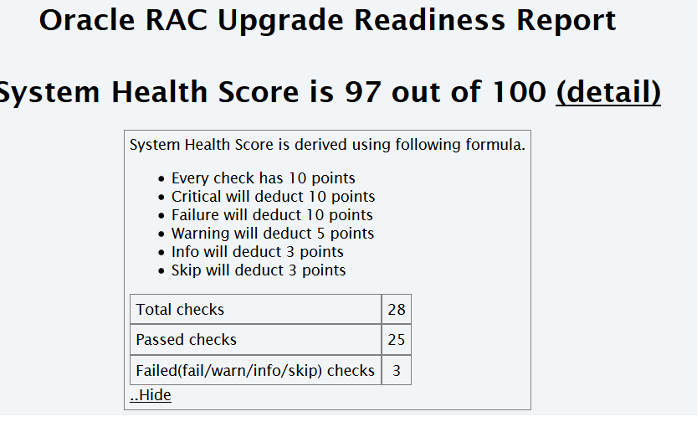 Oracle RAC Upgrade Readiness Report
System Health Score is 97 out of 100 (detail)
System Health Score is derived using following formula.
• Every check has 10 points
• Critical will deduct 10 points
• Failure will deduct 10 points
• Warning will deduct 5 points
• Info will deduct 3 points
• Skip will deduct 3 points
Total checks 28
Passed checks 25
Failed(fail/warn/info/skip) checks 3
..Hide